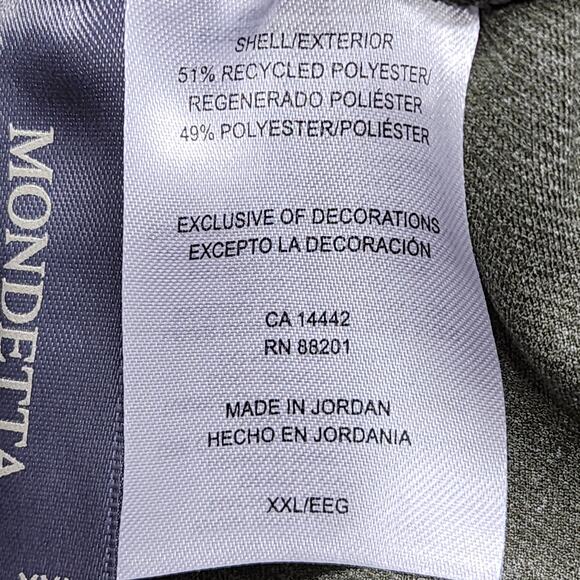 SHELL/EXTERIOR
51% RECYCLED POLYESTER/
REGENERADO POLIÉSTER
49% POLYESTER/POLIÉSTER
EXCLUSIVE OF DECORATIONS
EXCEPTO LA DECORACIÓN
CA 14442
RN 88201
MADE IN JORDAN
HECHO EN JORDANIA
XXL/EEG
MONDETTA